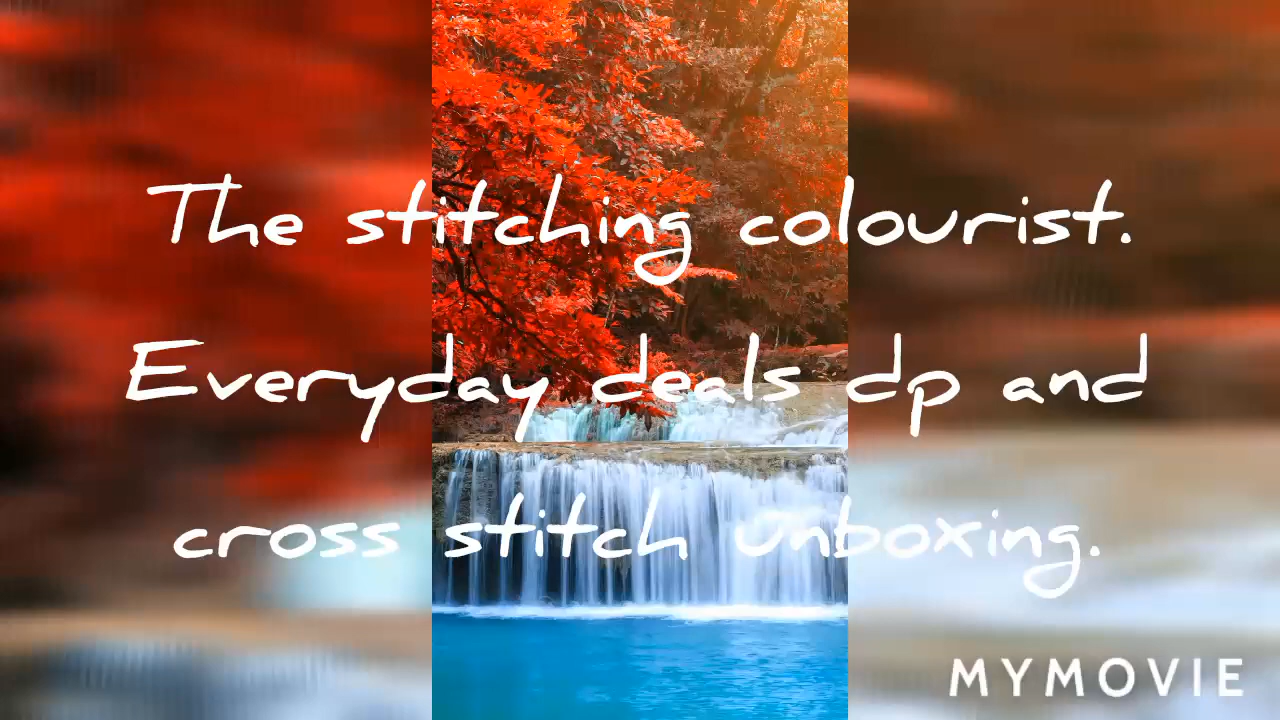 The stitching colourist.
Everyday deals dp and
cross stitch unboxing.
MYMOVIE